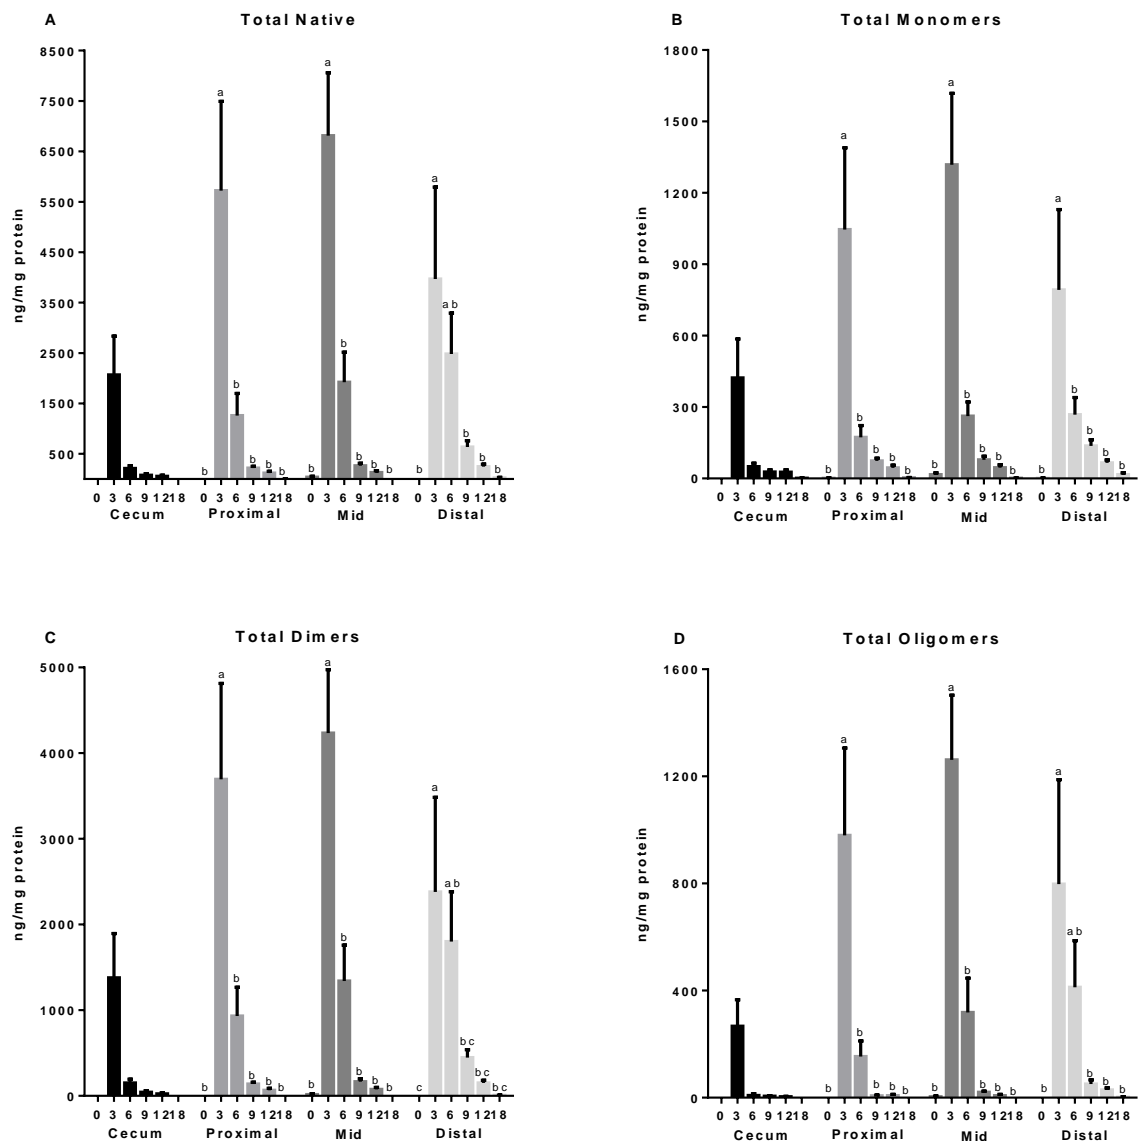 A
Total Native
8500
7500
6500
5500
4500
3500
2500
1500
500
ng/mg protein
a
b
b
b
b
b
a
b
b
b
b
b
a
ab
b
b
b
b
0 3 6 9 12 18 0 3 6 9 12 18 0 3 6 9 12 18 0 3 6 9 12 18
Cecum Proximal Mid Distal
B
Total Monomers
1800
1500
1200
900
600
300
0
ng/mg protein
b
a
b
b
b
b
b
a
b
b
b
b
b
a
b
b
b
b
0 3 6 9 12 18 0 3 6 9 12 18 0 3 6 9 12 18 0 3 6 9 12 18
Cecum Proximal Mid Distal
C
Total Dimers
5000
4000
3000
2000
1000
0
ng/mg protein
b
a
b
b
b
b
b
a
b
b
b
b
c
a
ab
bc
bc
bc
0 3 6 9 12 18 0 3 6 9 12 18 0 3 6 9 12 18 0 3 6 9 12 18
Cecum Proximal Mid Distal
D
Total Oligomers
1600
1200
800
400
0
ng/mg protein
b
a
b
b
b
b
b
a
b
b
b
b
b
a
ab
b
b
b
0 3 6 9 12 18 0 3 6 9 12 18 0 3 6 9 12 18 0 3 6 9 12 18
Cecum Proximal Mid Distal